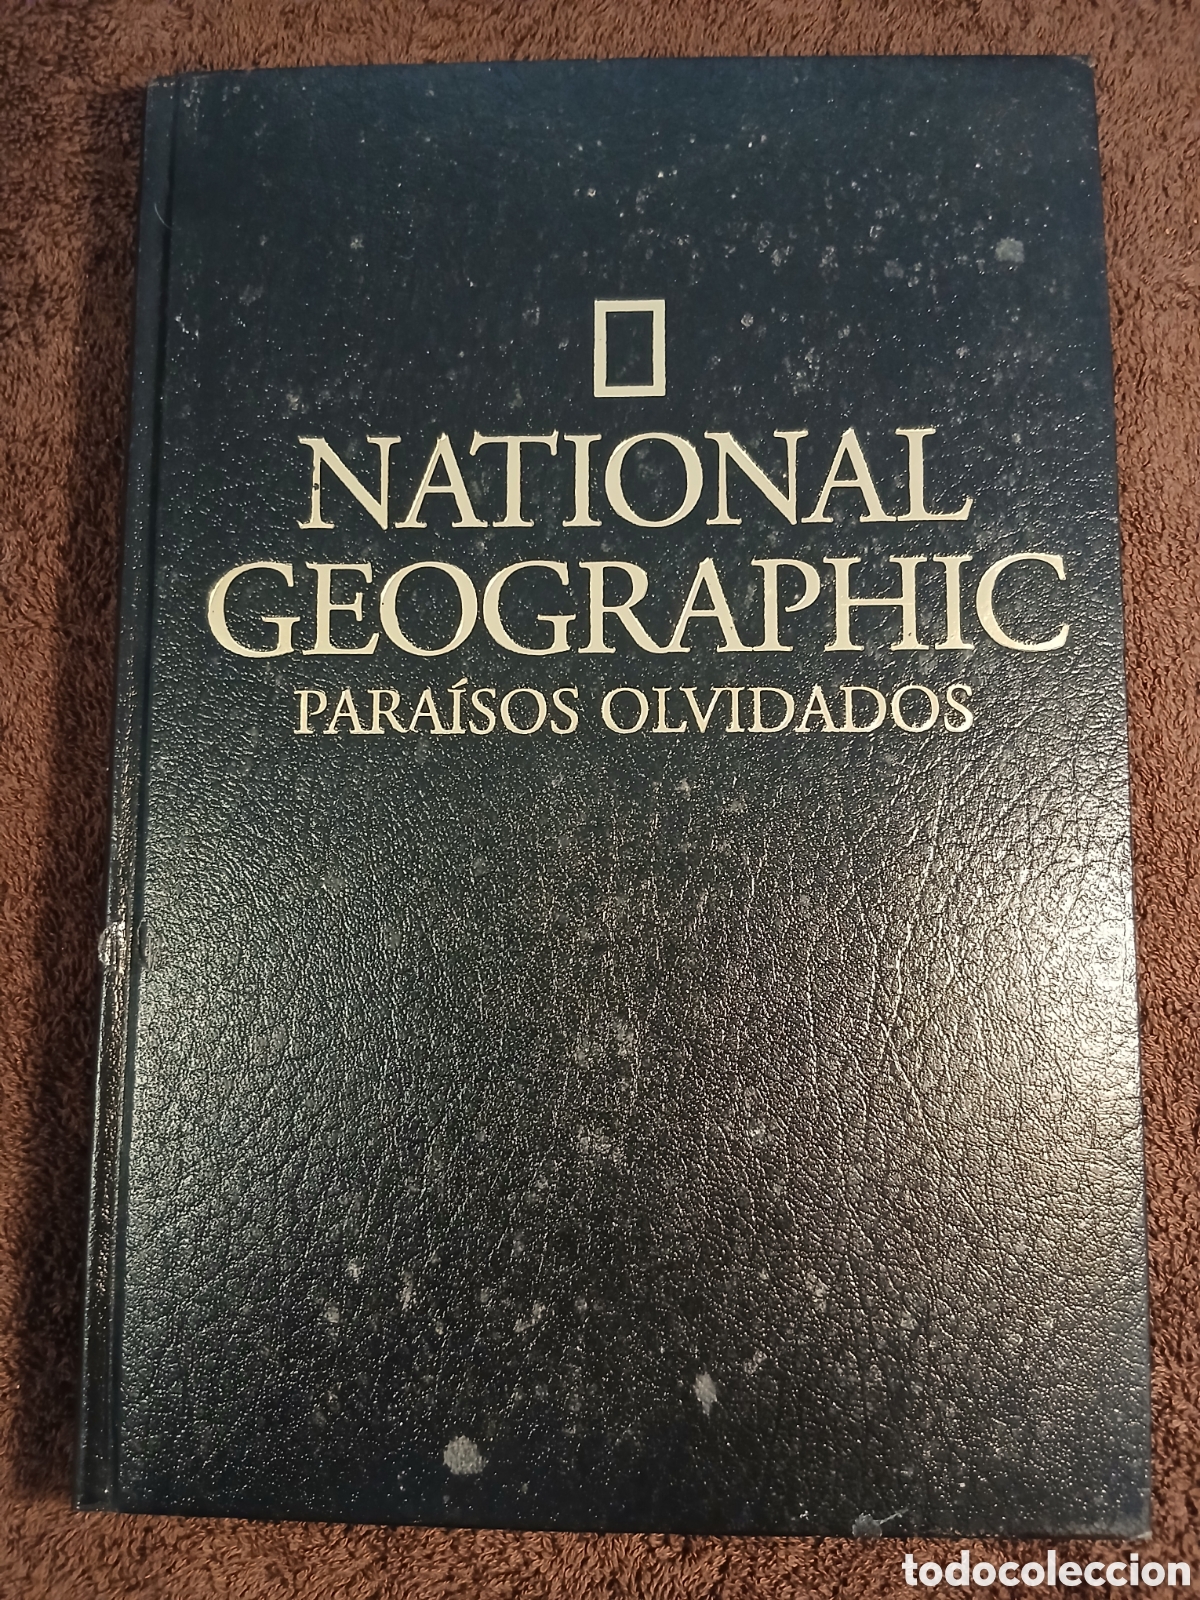 NATIONAL
GEOGRAPHIC
PARAÍSOS OLVIDADOS
todocoleccion